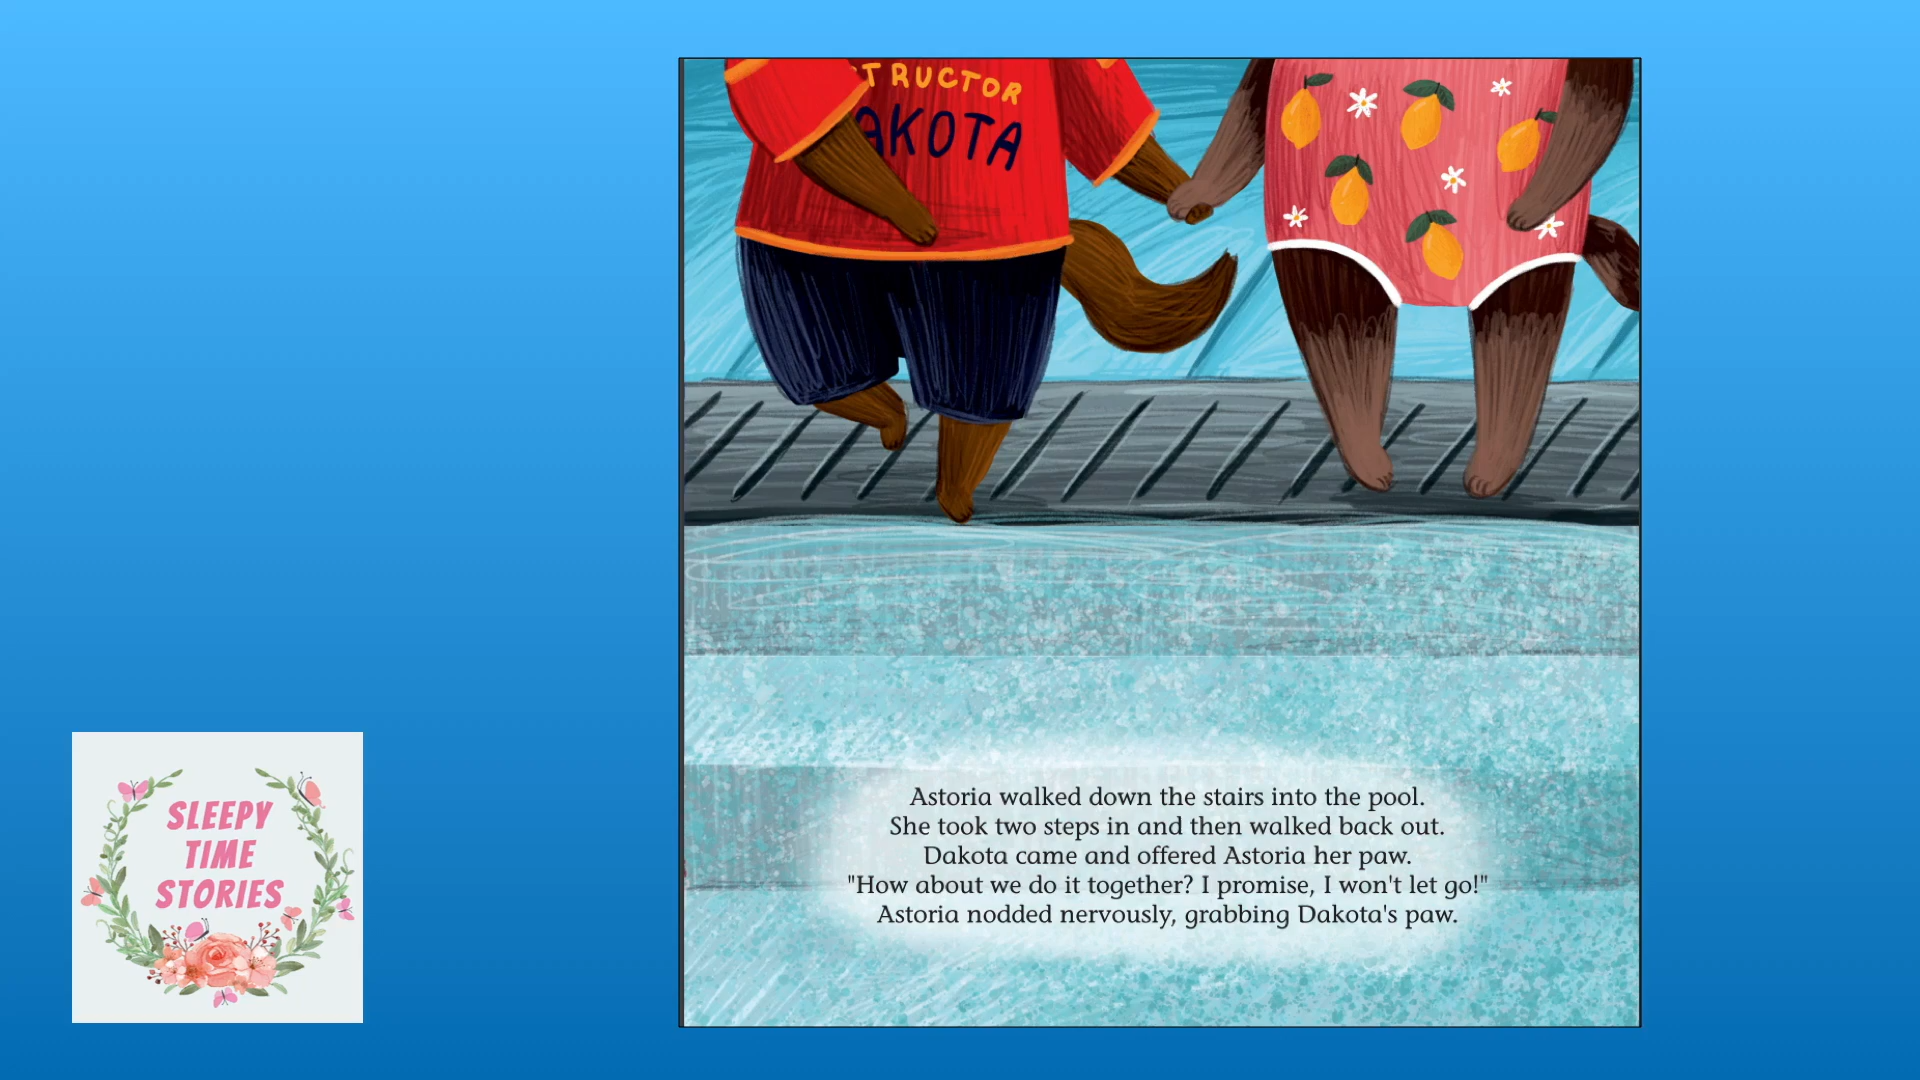 TRUCTOR
AKOTA
Astoria walked down the stairs into the pool.
She took two steps in and then walked back out.
Dakota came and offered Astoria her paw.
"How about we do it together? I promise, I won't let go!"
Astoria nodded nervously, grabbing Dakota's paw.
SLEEPY
TIME
STORIES